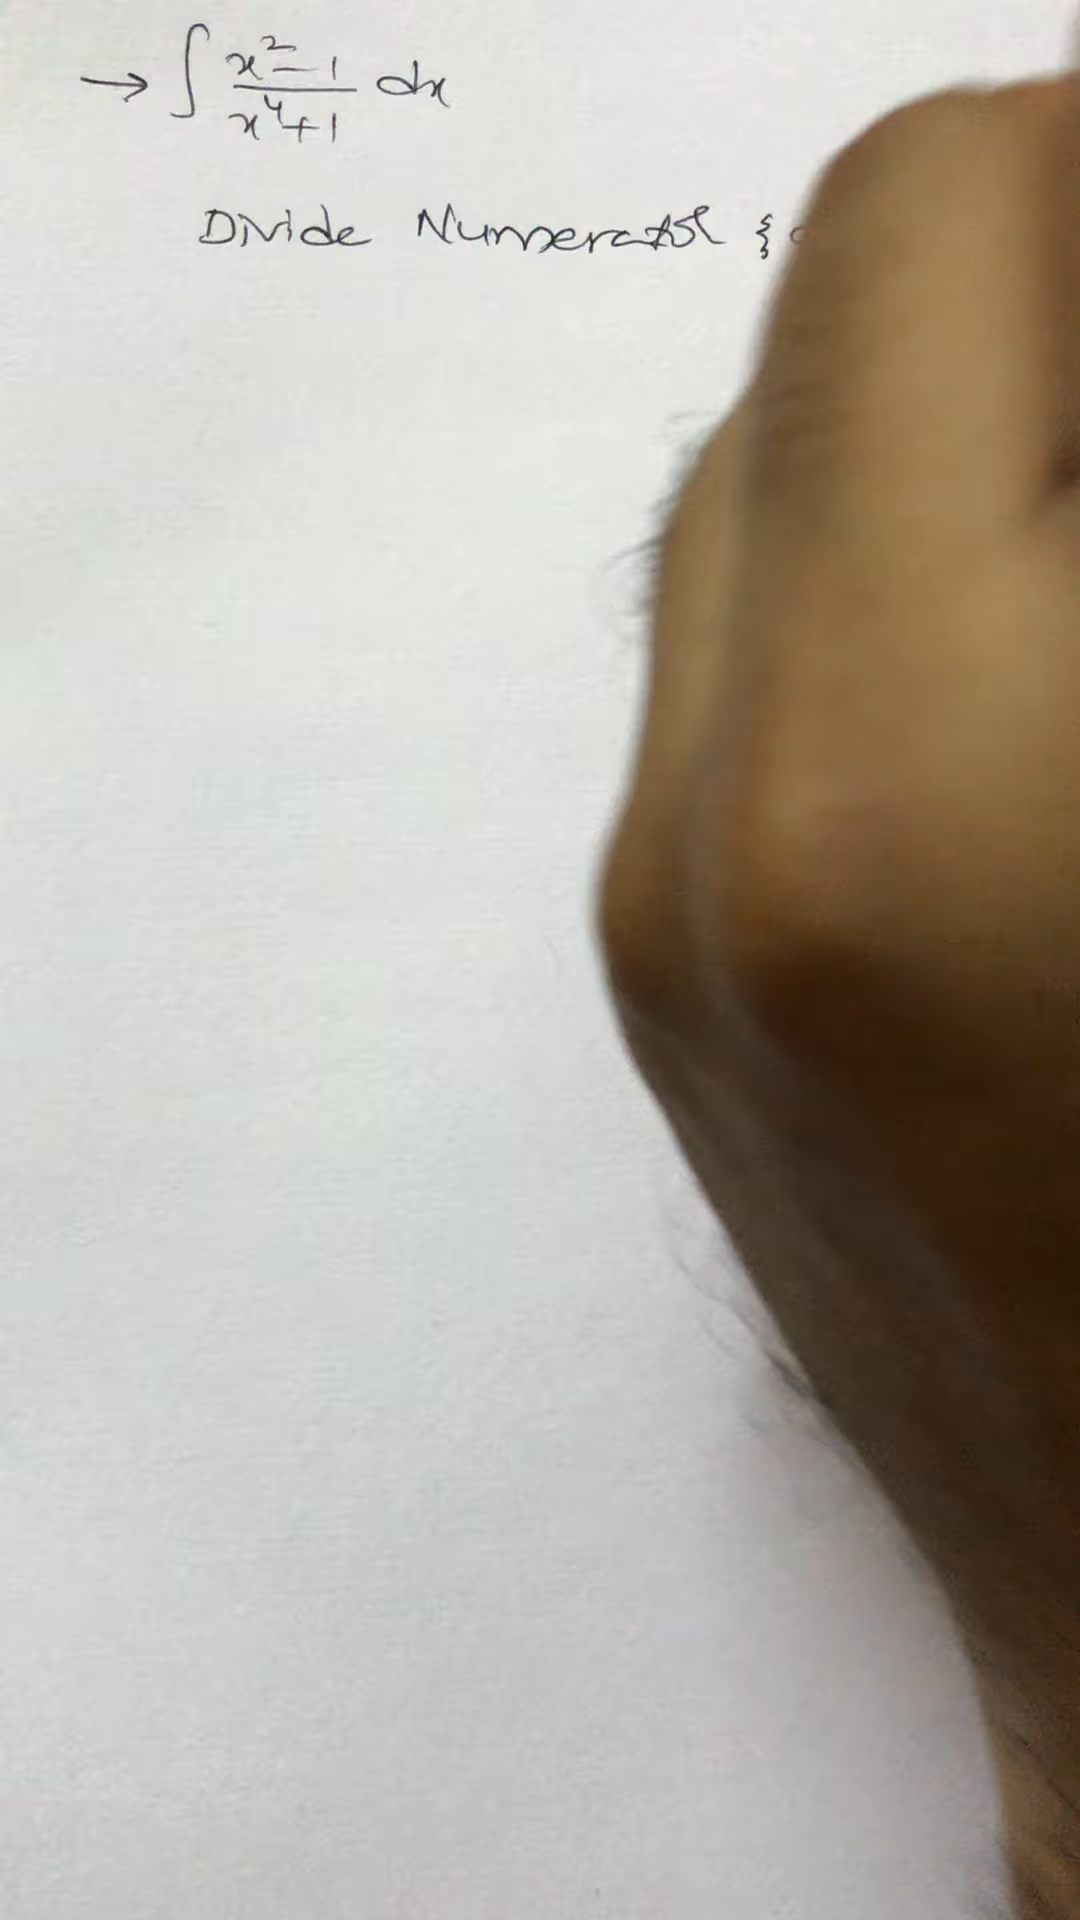 → ∫ x²-1 / x⁴+1 dx
Divide Numerator &